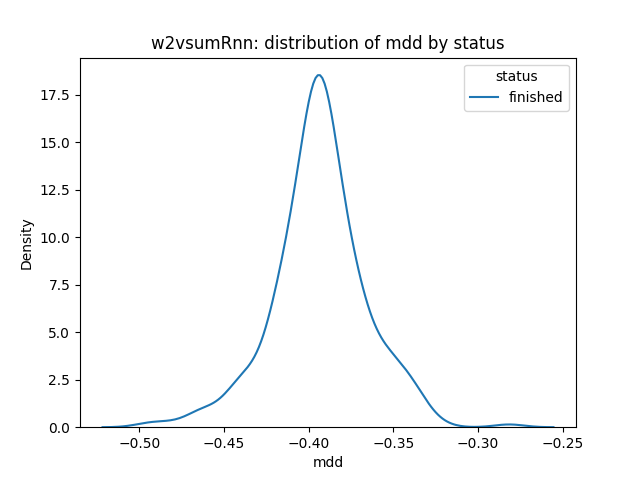 w2vsumRnn: distribution of mdd by status
status
finished
17.5
15.0
12.5
10.0
7.5
5.0
2.5
0.0
Density
−0.50
−0.45
−0.40
−0.35
−0.30
−0.25
mdd